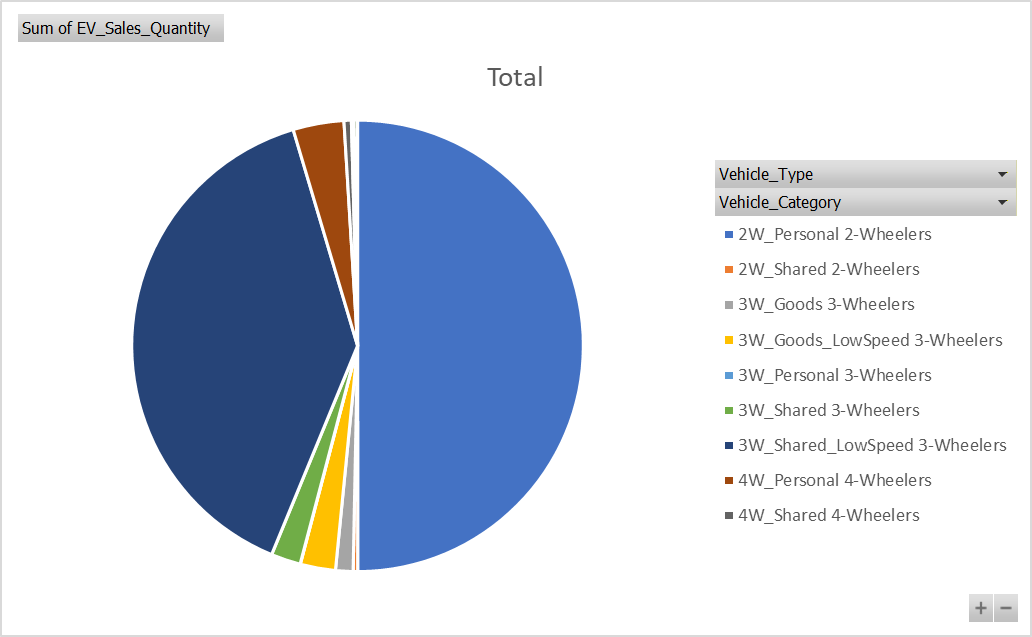 Sum of EV_Sales_Quantity
Total
Vehicle_Type
Vehicle_Category
2W_Personal 2-Wheelers
2W_Shared 2-Wheelers
3W_Goods 3-Wheelers
3W_Goods_LowSpeed 3-Wheelers
3W_Personal 3-Wheelers
3W_Shared 3-Wheelers
3W_Shared_LowSpeed 3-Wheelers
4W_Personal 4-Wheelers
4W_Shared 4-Wheelers
+ −